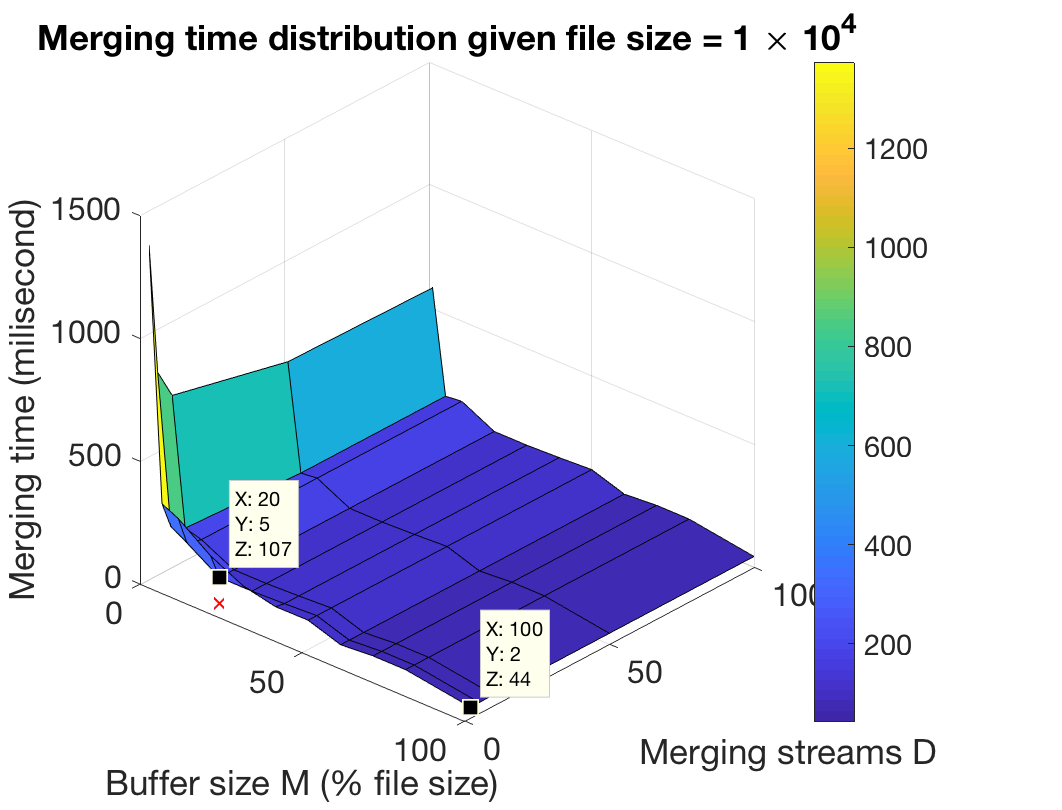 Merging time distribution given file size = 1 × 10⁴
1200
1000
800
600
400
200
Merging time (milisecond)
1500
1000
500
0
X: 20
Y: 5
Z: 107
X: 100
Y: 2
Z: 44
0
50
100
Buffer size M (% file size)
0
50
100
Merging streams D